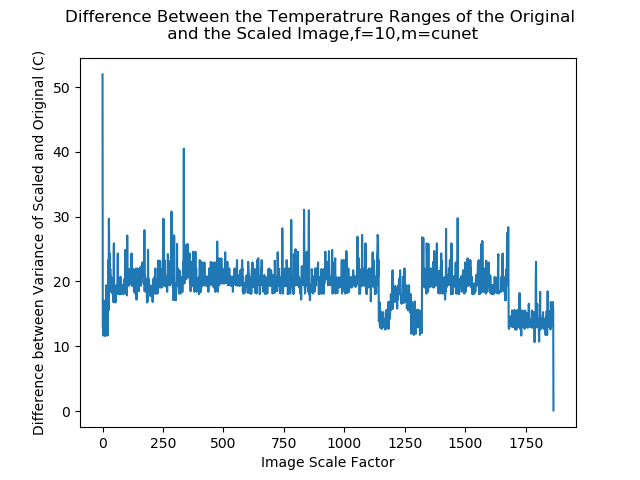 Difference Between the Temperatrure Ranges of the Original
and the Scaled Image,f=10,m=cunet
Difference between Variance of Scaled and Original (C)
50
40
30
20
10
0
0 250 500 750 1000 1250 1500 1750
Image Scale Factor